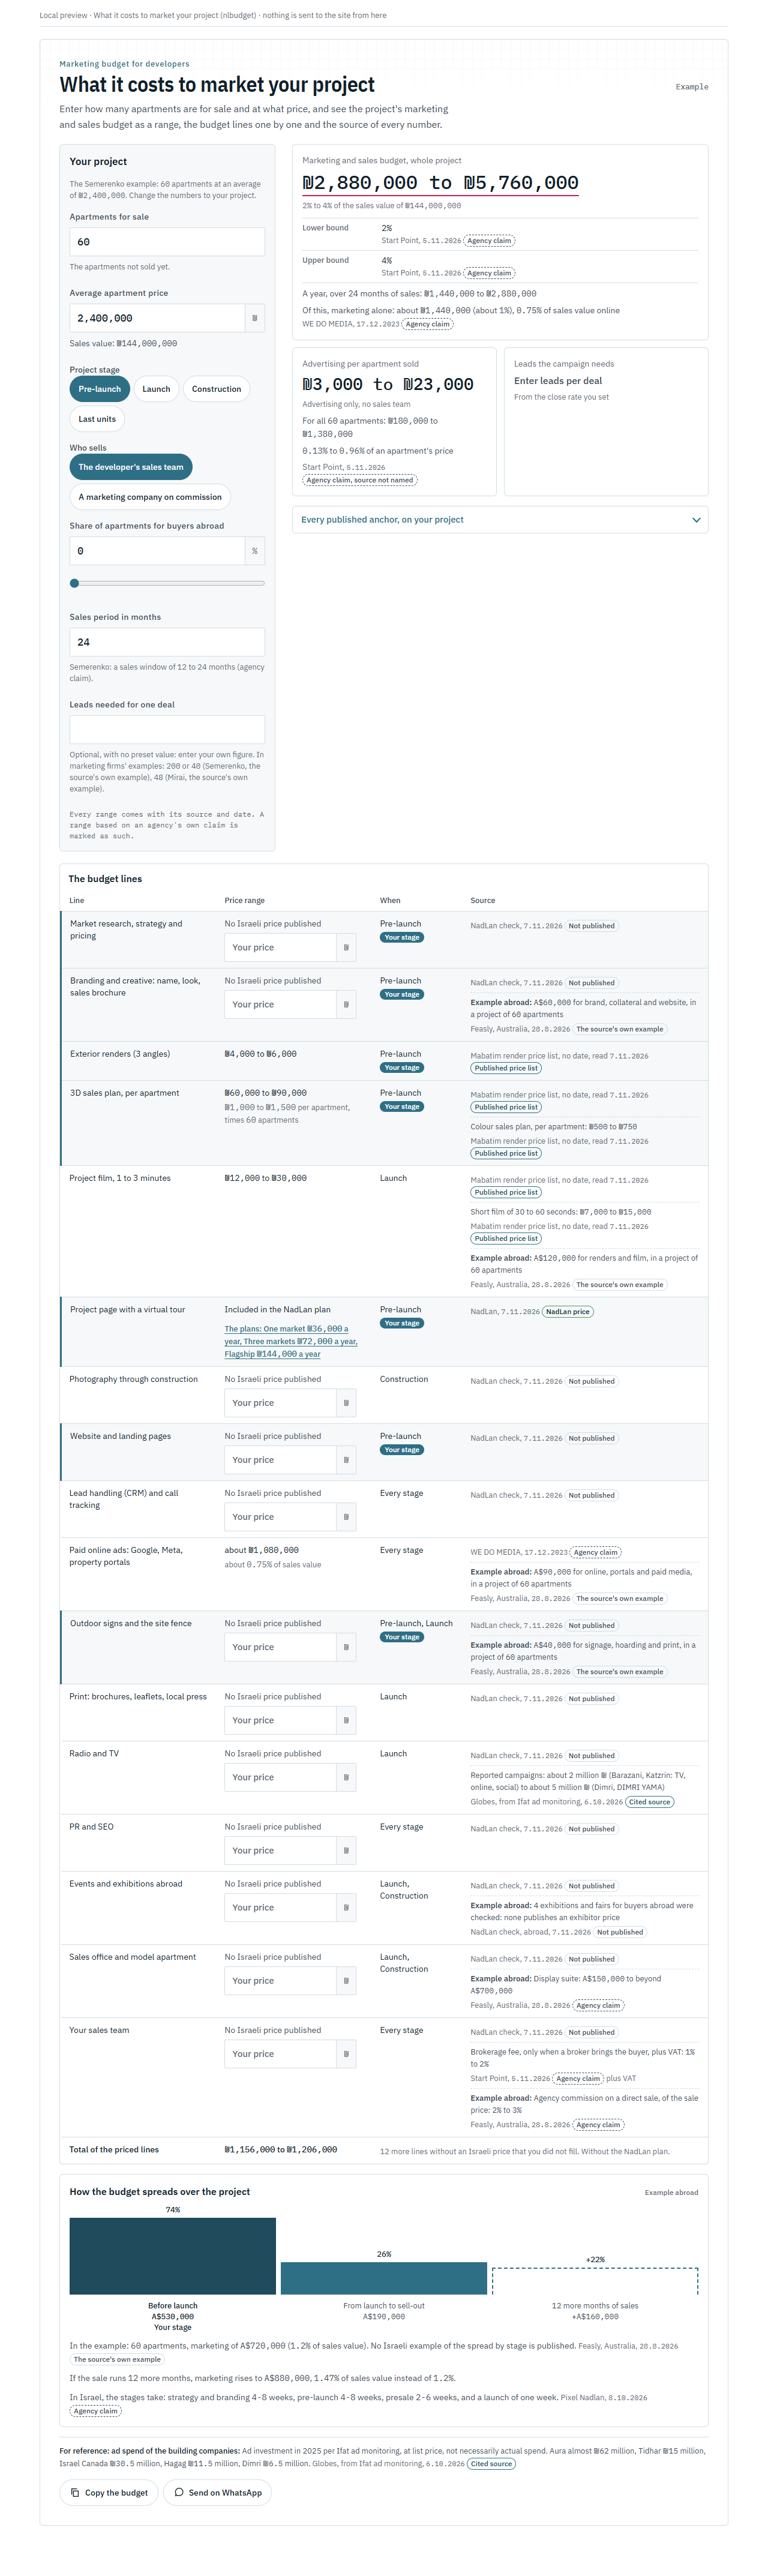 Local preview · What it costs to market your project (nlbudget) · nothing is sent to the site from here
Marketing budget for developers
What it costs to market your project
Example
Enter how many apartments are for sale and at what price, and see the project's marketing
and sales budget as a range, the budget lines one by one and the source of every number.
Your project
The Semerenko example: 60 apartments at an average
of ₪2,400,000. Change the numbers to your project.
Apartments for sale
60
The apartments not sold yet.
Average apartment price
2,400,000 ₪
Sales value: ₪144,000,000
Project stage
Pre-launch Launch Construction
Last units
Who sells
The developer's sales team
A marketing company on commission
Share of apartments for buyers abroad
0 %
Sales period in months
24
Semerenko: a sales window of 12 to 24 months (agency
claim).
Leads needed for one deal
Optional, with no preset value: enter your own figure. In
marketing firms' examples: 200 or 40 (Semerenko, the
source's own example), 48 (Mirai, the source's own
example).
Every range comes with its source and date. A
range based on an agency's own claim is
marked as such.
Marketing and sales budget, whole project
₪2,880,000 to ₪5,760,000
2% to 4% of the sales value of ₪144,000,000
Lower bound 2%
Start Point, 5.11.2026 Agency claim
Upper bound 4%
Start Point, 5.11.2026 Agency claim
A year, over 24 months of sales: ₪1,440,000 to ₪2,880,000
Of this, marketing alone: about ₪1,440,000 (about 1%), 0.75% of sales value online
WE DO MEDIA, 17.12.2023 Agency claim
Advertising per apartment sold
₪3,000 to ₪23,000
Advertising only, no sales team
For all 60 apartments: ₪180,000 to
₪1,380,000
0.13% to 0.96% of an apartment's price
Start Point, 5.11.2026
Agency claim, source not named
Leads the campaign needs
Enter leads per deal
From the close rate you set
Every published anchor, on your project
The budget lines
Line Price range When Source
Market research, strategy and
pricing
No Israeli price published
Your price ₪
Pre-launch
Your stage
NadLan check, 7.11.2026 Not published
Branding and creative: name, look,
sales brochure
No Israeli price published
Your price ₪
Pre-launch
Your stage
NadLan check, 7.11.2026 Not published
Example abroad: A$60,000 for brand, collateral and website, in
a project of 60 apartments
Feasly, Australia, 28.8.2026 The source's own example
Exterior renders (3 angles)
₪4,000 to ₪6,000
Pre-launch
Your stage
Mabatim render price list, no date, read 7.11.2026
Published price list
3D sales plan, per apartment
₪60,000 to ₪90,000
₪1,000 to ₪1,500 per apartment,
times 60 apartments
Pre-launch
Your stage
Mabatim render price list, no date, read 7.11.2026
Published price list
Colour sales plan, per apartment: ₪500 to ₪750
Mabatim render price list, no date, read 7.11.2026
Published price list
Project film, 1 to 3 minutes
₪12,000 to ₪30,000
Launch
Mabatim render price list, no date, read 7.11.2026
Published price list
Short film of 30 to 60 seconds: ₪7,000 to ₪15,000
Mabatim render price list, no date, read 7.11.2026
Published price list
Example abroad: A$120,000 for renders and film, in a project of
60 apartments
Feasly, Australia, 28.8.2026 The source's own example
Project page with a virtual tour
Included in the NadLan plan
The plans: One market ₪36,000 a
year, Three markets ₪72,000 a year,
Flagship ₪144,000 a year
Pre-launch
Your stage
NadLan, 7.11.2026 NadLan price
Photography through construction
No Israeli price published
Your price ₪
Construction
NadLan check, 7.11.2026 Not published
Website and landing pages
No Israeli price published
Your price ₪
Pre-launch
Your stage
NadLan check, 7.11.2026 Not published
Lead handling (CRM) and call
tracking
No Israeli price published
Your price ₪
Every stage
NadLan check, 7.11.2026 Not published
Paid online ads: Google, Meta,
property portals
about ₪1,080,000
about 0.75% of sales value
Every stage
WE DO MEDIA, 17.12.2023 Agency claim
Example abroad: A$90,000 for online, portals and paid media,
in a project of 60 apartments
Feasly, Australia, 28.8.2026 The source's own example
Outdoor signs and the site fence
No Israeli price published
Your price ₪
Pre-launch, Launch
Your stage
NadLan check, 7.11.2026 Not published
Example abroad: A$40,000 for signage, hoarding and print, in a
project of 60 apartments
Feasly, Australia, 28.8.2026 The source's own example
Print: brochures, leaflets, local press
No Israeli price published
Your price ₪
Launch
NadLan check, 7.11.2026 Not published
Radio and TV
No Israeli price published
Your price ₪
Launch
NadLan check, 7.11.2026 Not published
Reported campaigns: about 2 million ₪ (Barazani, Katzrin: TV,
online, social) to about 5 million ₪ (Dimri, DIMRI YAMA)
Globes, from Ifat ad monitoring, 6.10.2026 Cited source
PR and SEO
No Israeli price published
Your price ₪
Every stage
NadLan check, 7.11.2026 Not published
Events and exhibitions abroad
No Israeli price published
Your price ₪
Launch,
Construction
NadLan check, 7.11.2026 Not published
Example abroad: 4 exhibitions and fairs for buyers abroad were
checked: none publishes an exhibitor price
NadLan check, abroad, 7.11.2026 Not published
Sales office and model apartment
No Israeli price published
Your price ₪
Launch,
Construction
NadLan check, 7.11.2026 Not published
Example abroad: Display suite: A$150,000 to beyond
A$700,000
Feasly, Australia, 28.8.2026 Agency claim
Your sales team
No Israeli price published
Your price ₪
Every stage
NadLan check, 7.11.2026 Not published
Brokerage fee, only when a broker brings the buyer, plus VAT: 1%
to 2%
Start Point, 5.11.2026 Agency claim plus VAT
Example abroad: Agency commission on a direct sale, of the sale
price: 2% to 3%
Feasly, Australia, 28.8.2026 Agency claim
Total of the priced lines ₪1,156,000 to ₪1,206,000 12 more lines without an Israeli price that you did not fill. Without the NadLan plan.
How the budget spreads over the project
Example abroad
74%
26%
+22%
Before launch
A$530,000
Your stage
From launch to sell-out
A$190,000
12 more months of sales
+A$160,000
In the example: 60 apartments, marketing of A$720,000 (1.2% of sales value). No Israeli example of the spread by stage is published. Feasly, Australia, 28.8.2026
The source's own example
If the sale runs 12 more months, marketing rises to A$880,000, 1.47% of sales value instead of 1.2%.
In Israel, the stages take: strategy and branding 4-8 weeks, pre-launch 4-8 weeks, presale 2-6 weeks, and a launch of one week. Pixel Nadlan, 8.10.2026
Agency claim
For reference: ad spend of the building companies: Ad investment in 2025 per Ifat ad monitoring, at list price, not necessarily actual spend. Aura almost ₪62 million, Tidhar ₪15 million,
Israel Canada ₪30.5 million, Hagag ₪11.5 million, Dimri ₪6.5 million. Globes, from Ifat ad monitoring, 6.10.2026 Cited source
Copy the budget Send on WhatsApp